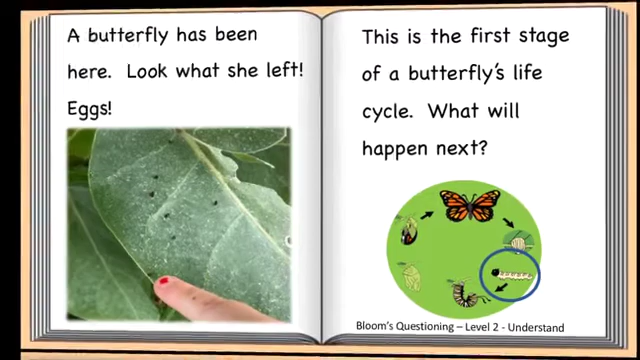 A butterfly has been
here. Look what she left!
Eggs!
This is the first stage
of a butterfly's life
cycle. What will
happen next?
Bloom's Questioning – Level 2 - Understand